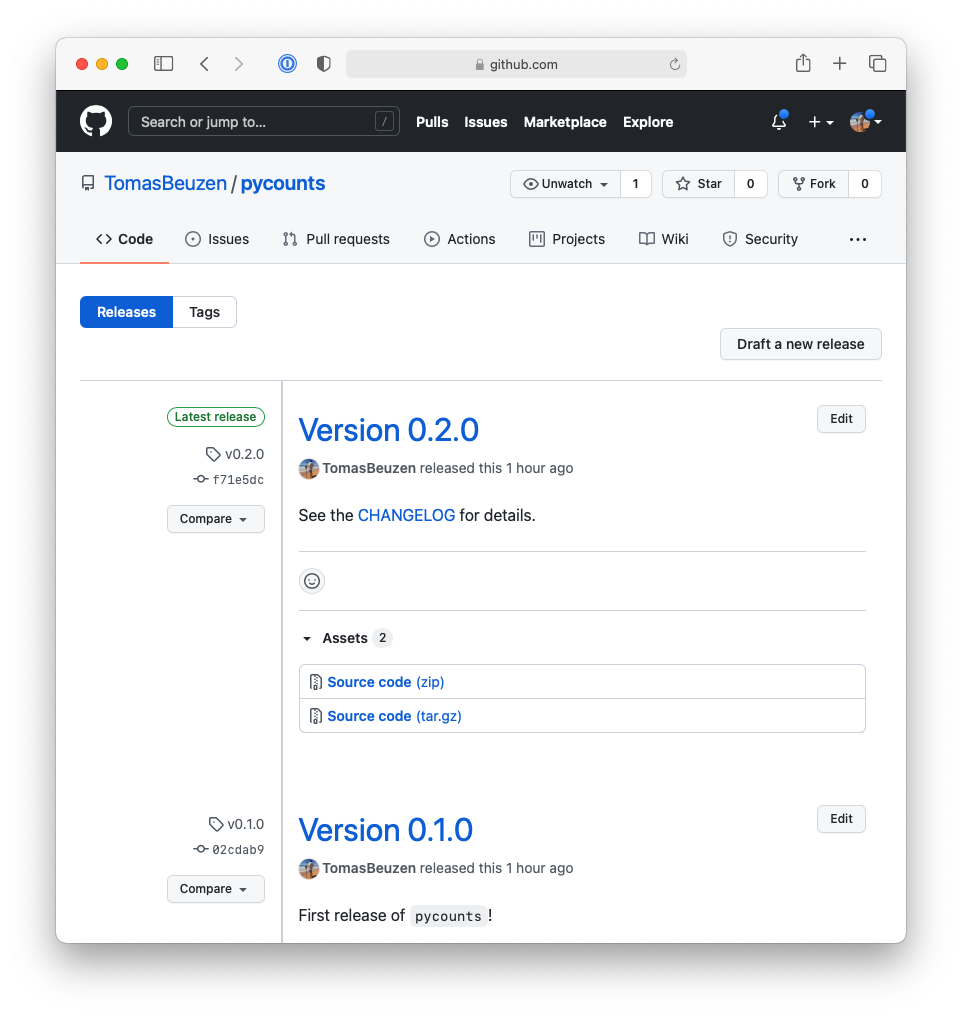 github.com
Search or jump to... /
Pulls Issues Marketplace Explore
TomasBeuzen / pycounts
Unwatch 1 Star 0 Fork 0
Code Issues Pull requests Actions Projects Wiki Security
Releases Tags
Draft a new release
Latest release
v0.2.0
f71e5dc
Compare
Version 0.2.0
Edit
TomasBeuzen released this 1 hour ago
See the CHANGELOG for details.
Assets 2
Source code (zip)
Source code (tar.gz)
v0.1.0
02cdab9
Compare
Version 0.1.0
Edit
TomasBeuzen released this 1 hour ago
First release of pycounts!